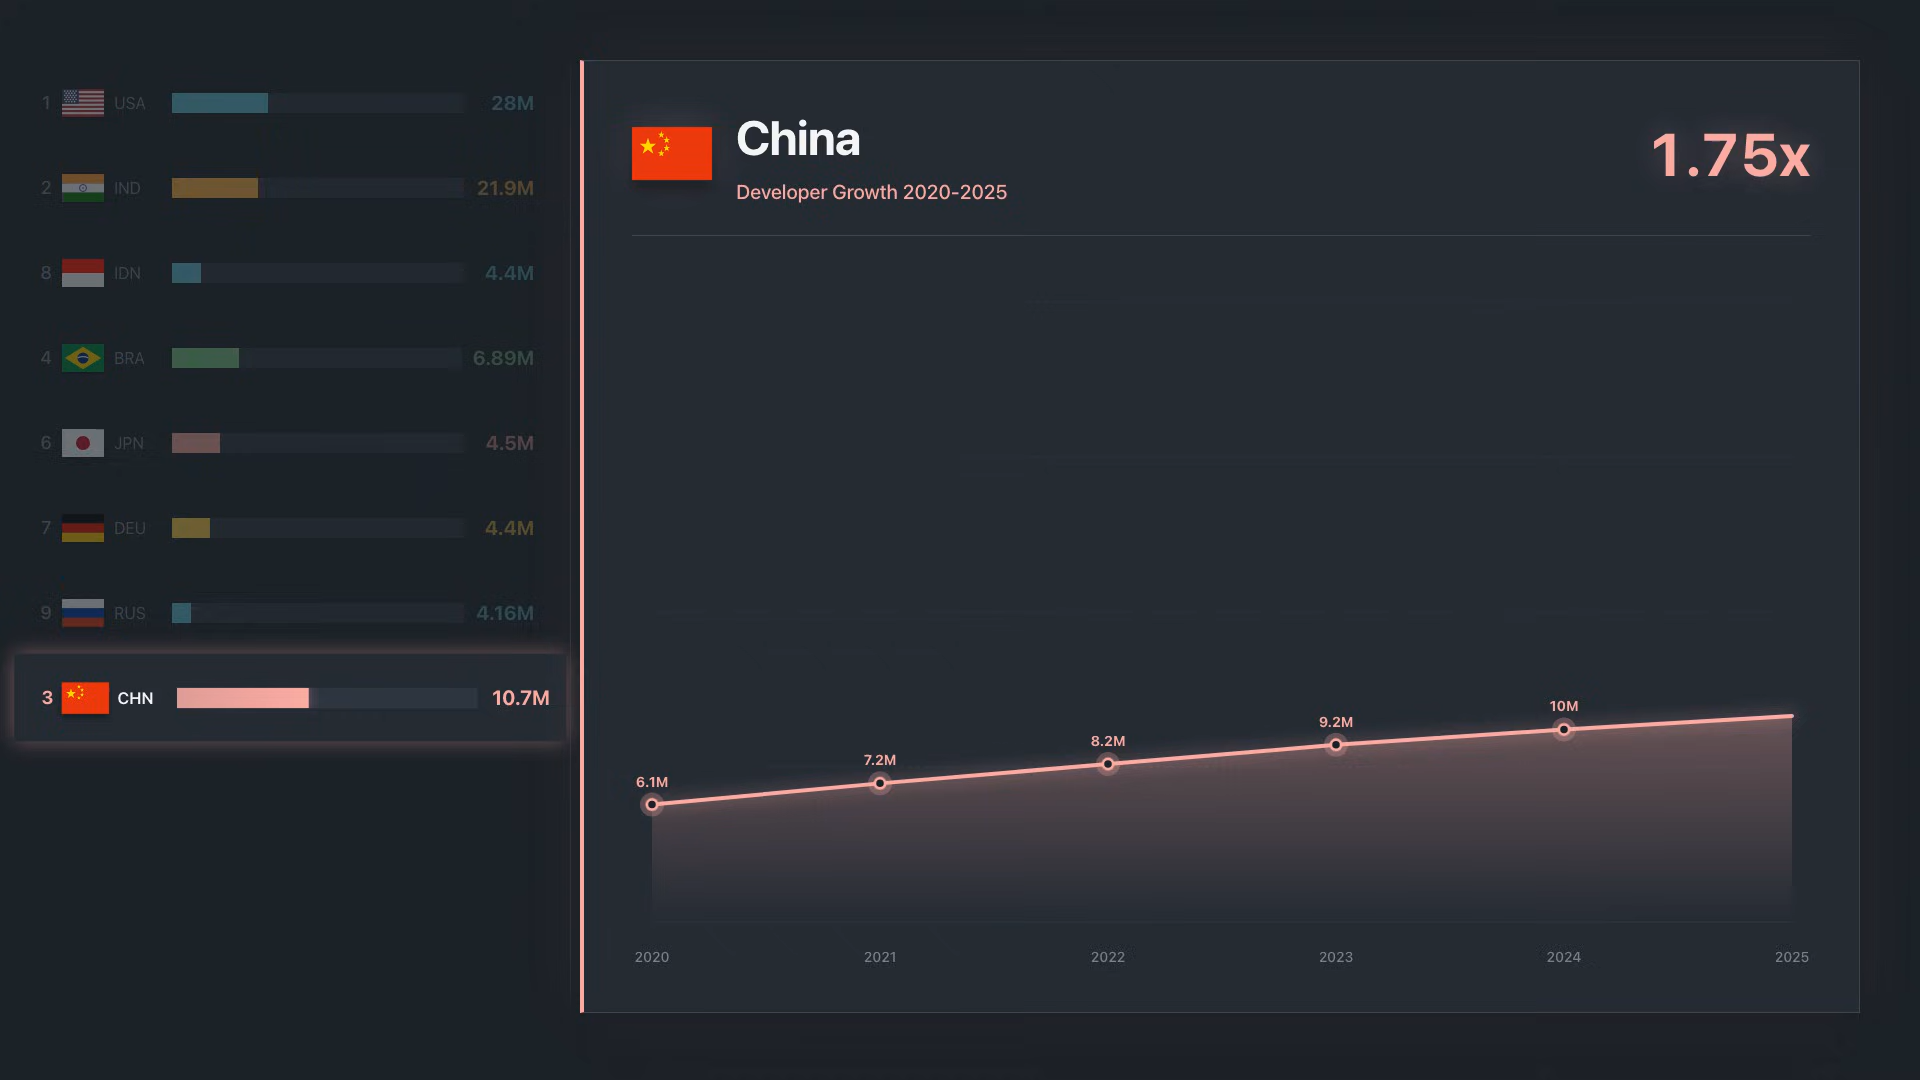 1 USA 28M
2 IND 21.9M
8 IDN 4.4M
4 BRA 6.89M
6 JPN 4.5M
7 DEU 4.4M
9 RUS 4.16M
3 CHN 10.7M
China
Developer Growth 2020-2025
1.75x
6.1M
7.2M
8.2M
9.2M
10M
2020 2021 2022 2023 2024 2025